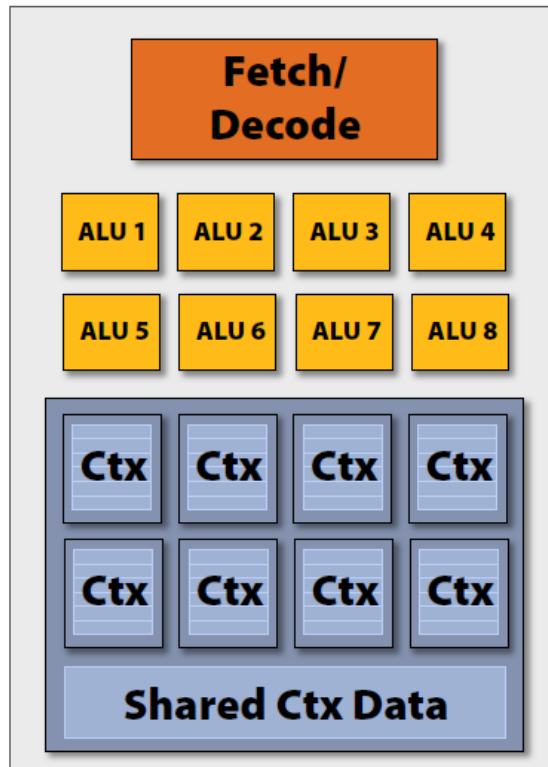 Fetch/
Decode
ALU 1 ALU 2 ALU 3 ALU 4
ALU 5 ALU 6 ALU 7 ALU 8
Ctx Ctx Ctx Ctx
Ctx Ctx Ctx Ctx
Shared Ctx Data